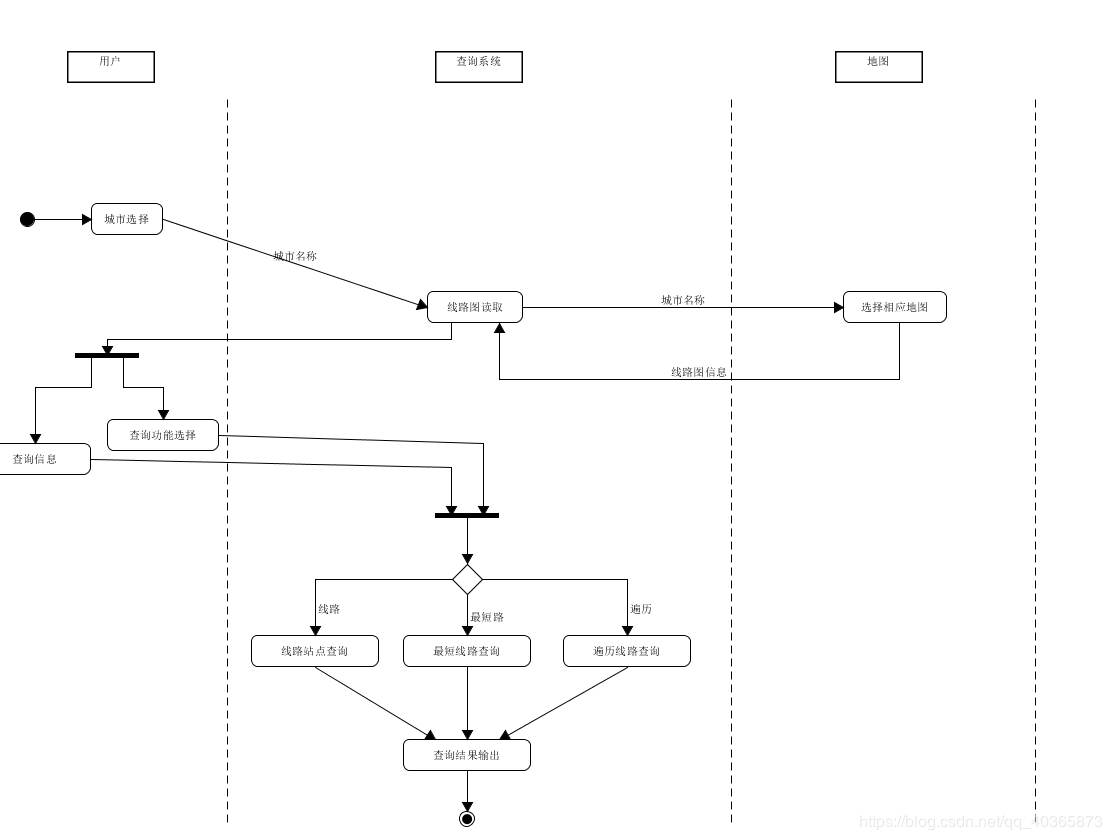 用户
查询系统
地图
城市选择
城市名称
线路图读取
城市名称
选择相应地图
线路图信息
查询功能选择
查询信息
线路
最短路
遍历
线路站点查询
最短线路查询
遍历线路查询
查询结果输出
https://blog.csdn.net/qq_40365873